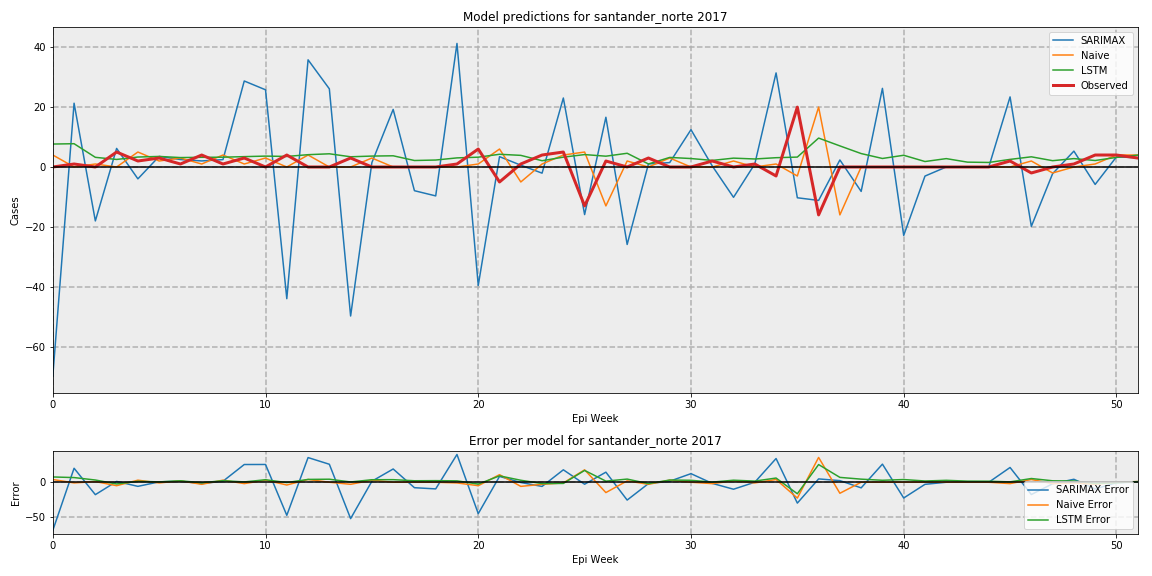 Model predictions for santander_norte 2017
SARIMAX
Naive
LSTM
Observed
40
20
0
−20
−40
−60
Cases
0 10 20 30 40 50
Epi Week
Error per model for santander_norte 2017
0
−50
Error
SARIMAX Error
Naive Error
LSTM Error
0 10 20 30 40 50
Epi Week